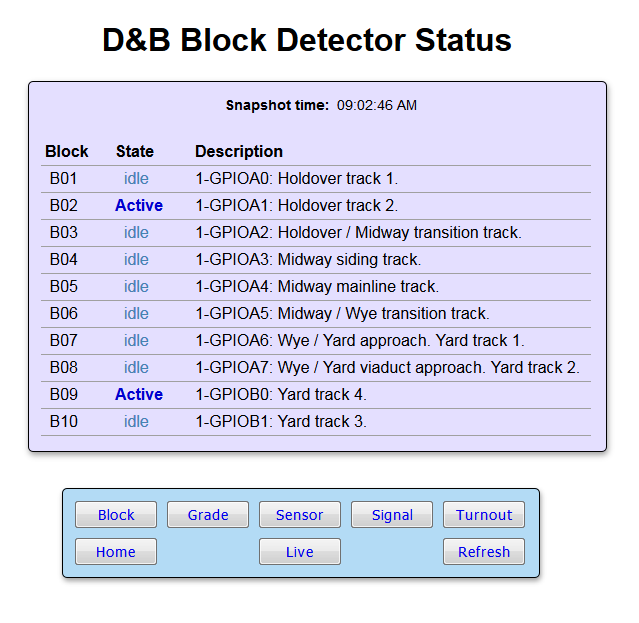 D&B Block Detector Status
Snapshot time: 09:02:46 AM
Block State Description
B01 idle 1-GPIOA0: Holdover track 1.
B02 Active 1-GPIOA1: Holdover track 2.
B03 idle 1-GPIOA2: Holdover / Midway transition track.
B04 idle 1-GPIOA3: Midway siding track.
B05 idle 1-GPIOA4: Midway mainline track.
B06 idle 1-GPIOA5: Midway / Wye transition track.
B07 idle 1-GPIOA6: Wye / Yard approach. Yard track 1.
B08 idle 1-GPIOA7: Wye / Yard viaduct approach. Yard track 2.
B09 Active 1-GPIOB0: Yard track 4.
B10 idle 1-GPIOB1: Yard track 3.
Block Grade Sensor Signal Turnout
Home Live Refresh